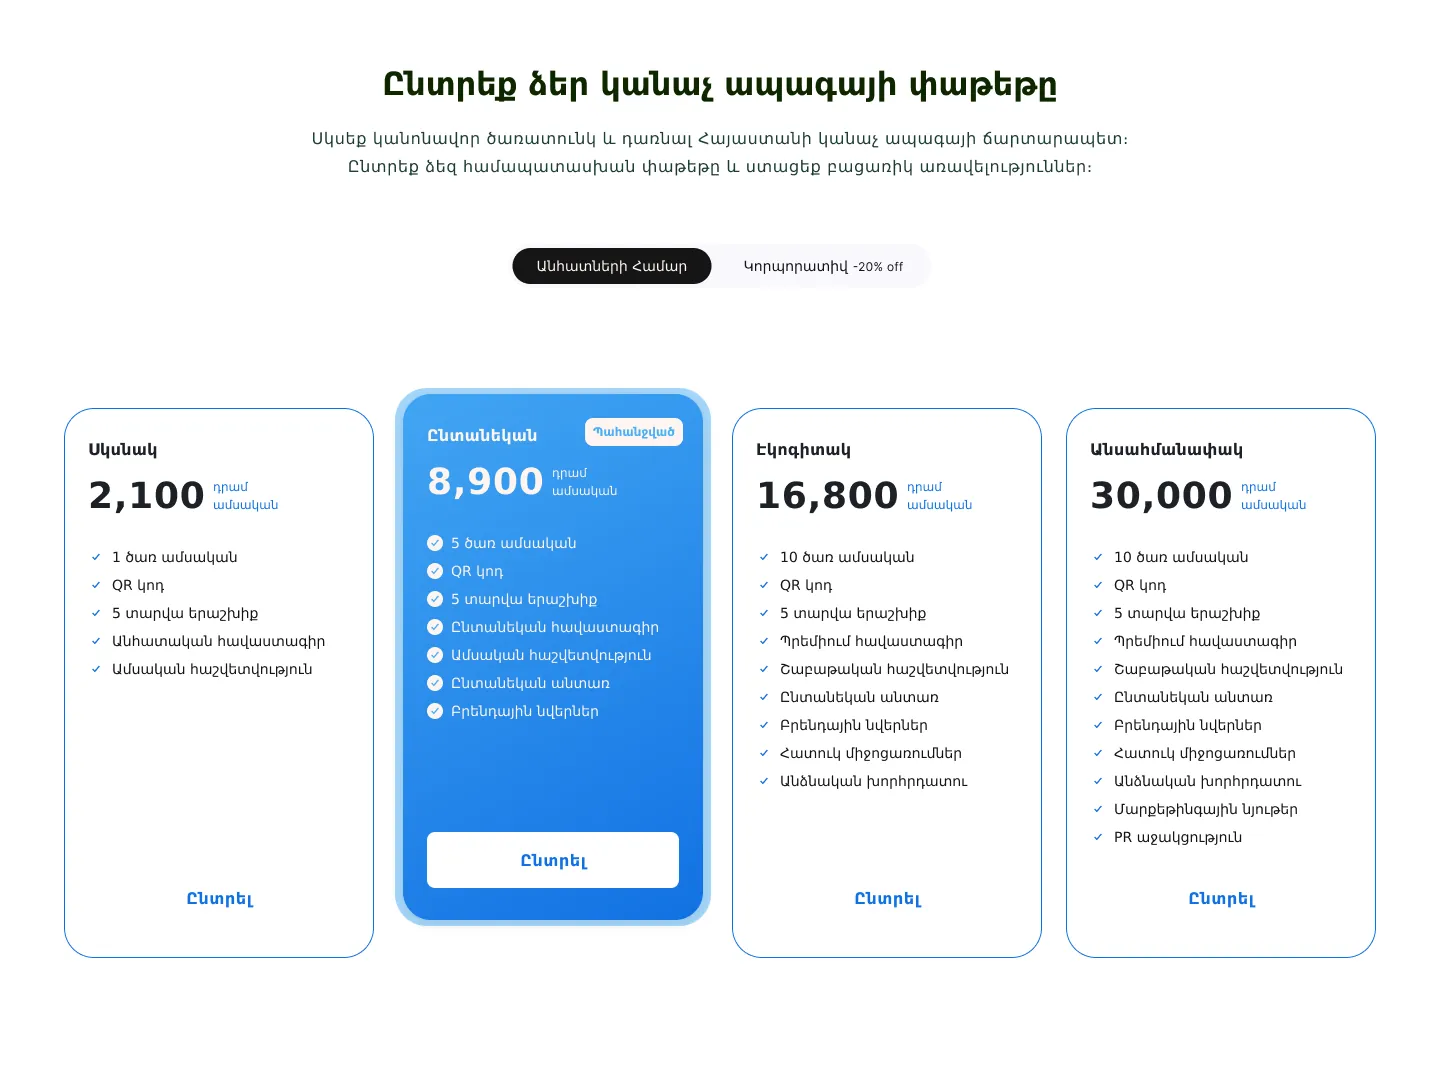 Ընտրեք ձեր կանաչ ապագայի փաթեթը
Սկսեք կանոնավոր ծառատունկ և դառնալ Հայաստանի կանաչ ապագայի ճարտարապետ։
Ընտրեք ձեզ համապատասխան փաթեթը և ստացեք բացառիկ առավելություններ։
Անհատների Համար
Կորպորատիվ -20% off
Սկսնակ
2,100 դրամ
ամսական
1 ծառ ամսական
QR կոդ
5 տարվա երաշխիք
Անհատական հավաստագիր
Ամսական հաշվետվություն
Ընտրել
Ընտանեկան
Պահանջված
8,900 դրամ
ամսական
5 ծառ ամսական
QR կոդ
5 տարվա երաշխիք
Ընտանեկան հավաստագիր
Ամսական հաշվետվություն
Ընտանեկան անտառ
Բրենդային նվերներ
Ընտրել
Էկոգիտակ
16,800 դրամ
ամսական
10 ծառ ամսական
QR կոդ
5 տարվա երաշխիք
Պրեմիում հավաստագիր
Շաբաթական հաշվետվություն
Ընտանեկան անտառ
Բրենդային նվերներ
Հատուկ միջոցառումներ
Անձնական խորհրդատու
Ընտրել
Անսահմանափակ
30,000 դրամ
ամսական
10 ծառ ամսական
QR կոդ
5 տարվա երաշխիք
Պրեմիում հավաստագիր
Շաբաթական հաշվետվություն
Ընտանեկան անտառ
Բրենդային նվերներ
Հատուկ միջոցառումներ
Անձնական խորհրդատու
Մարքեթինգային նյութեր
PR աջակցություն
Ընտրել